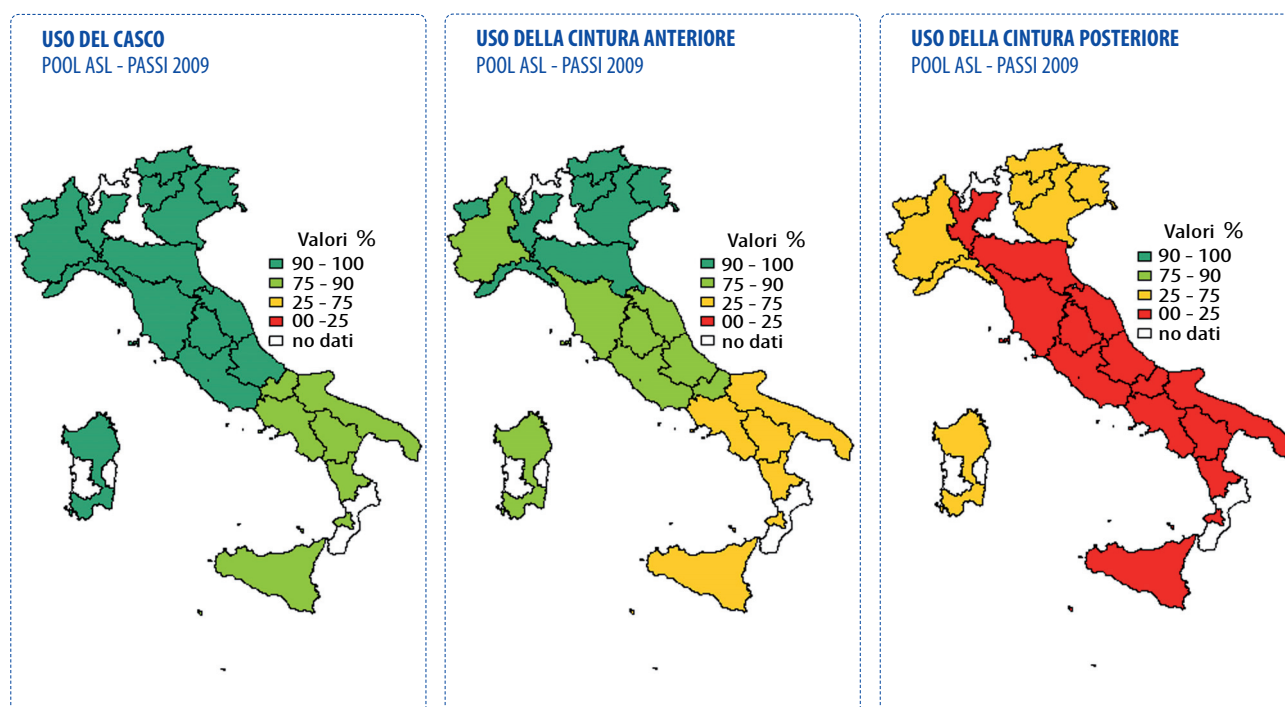 USO DEL CASCO
POOL ASL - PASSI 2009
Valori %
90 - 100
75 - 90
25 - 75
00 -25
no dati
USO DELLA CINTURA ANTERIORE
POOL ASL - PASSI 2009
Valori %
90 - 100
75 - 90
25 - 75
00 - 25
no dati
USO DELLA CINTURA POSTERIORE
POOL ASL - PASSI 2009
Valori %
90 - 100
75 - 90
25 - 75
00 - 25
no dati